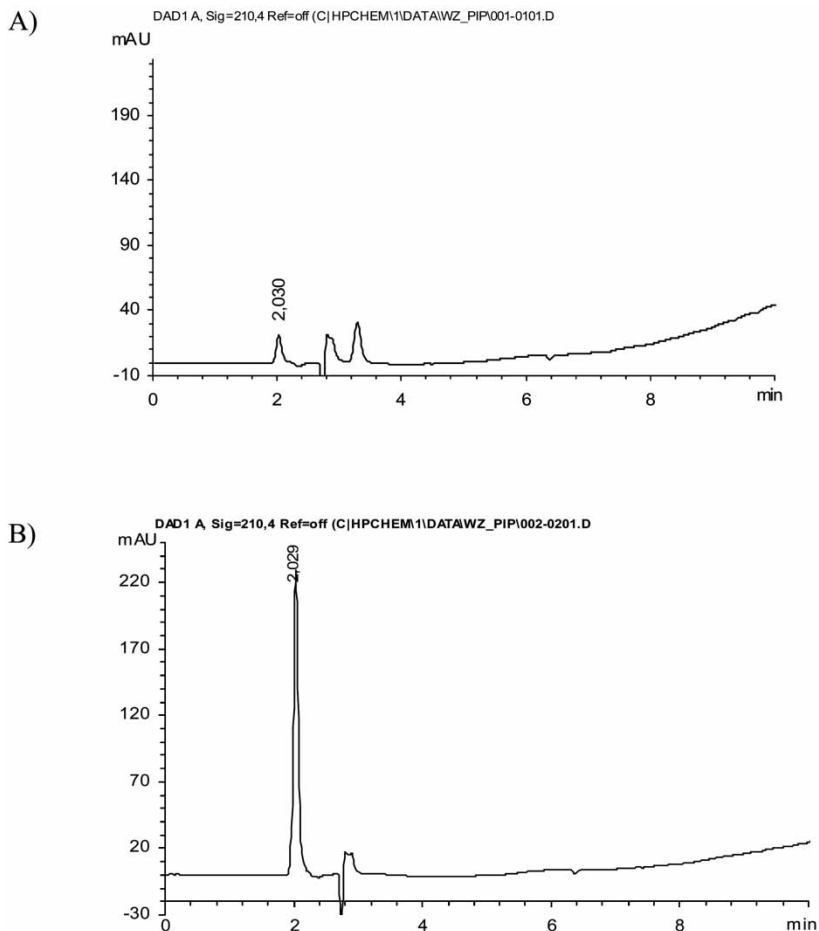 A)
DAD1 A, Sig=210,4 Ref=off (C|HPCHEM\1\DATA\WZ_PIP\001-0101.D
mAU
190
140
90
40
-10
2,030
0 2 4 6 8 min
B)
DAD1 A, Sig=210,4 Ref=off (C|HPCHEM\1\DATA\WZ_PIP\002-0201.D
mAU
220
170
120
70
20
-30
2,029
0 2 4 6 8 min